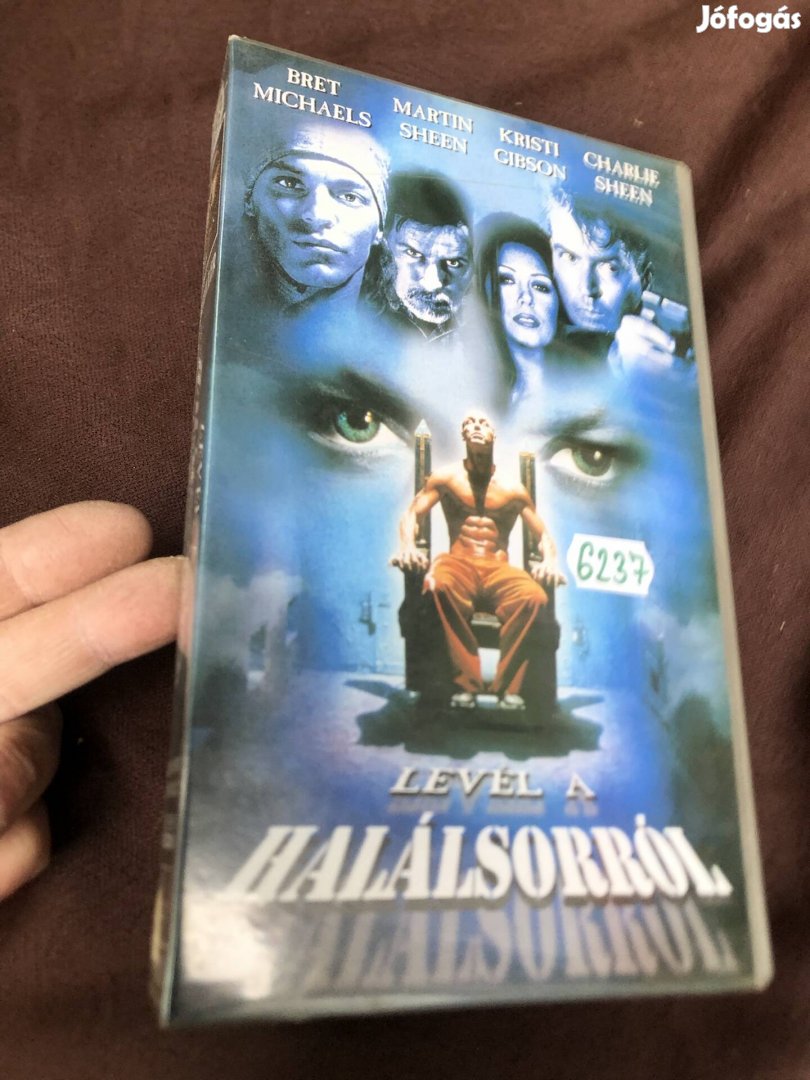 Jófogás
BRET
MICHAELS
MARTIN
SHEEN
KRISTI
GIBSON
CHARLIE
SHEEN
6237
LEVÉL A
HALÁLSORRÓL